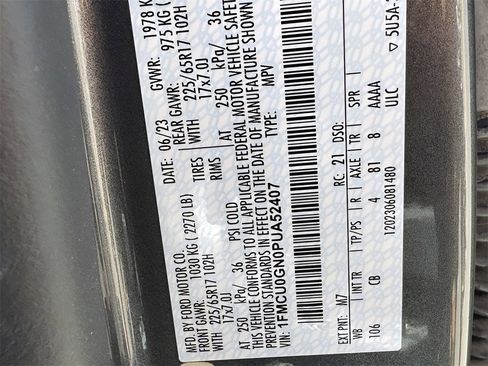 MFD. BY FORD MOTOR CO.
06/23 GVWR: 1978 K
FRONT GAWR: 1030 KG (2270 LB) REAR GAWR: 975 KG (
225/65R17 102H TIRES WITH 225/65R17 102H
17x7.0J RIMS 17x7.0J
AT 250 kPa/ 36 PSI COLD AT 250 kPa/ 36
THIS VEHICLE CONFORMS TO ALL APPLICABLE FEDERAL MOTOR VEHICLE SAFET
PREVENTION STANDARDS IN EFFECT ON THE DATE OF MANUFACTURE SHOWN
VIN: 1FMCU0GN0PUA52407 TYPE: MPV
EXT PNT: M7 RC: 21 DSO:
WB INT TR TP/PS R AXLE TR SPR
106 CB 4 81 8 AAAA
1202306081480 ULC
▽ 5U5A-